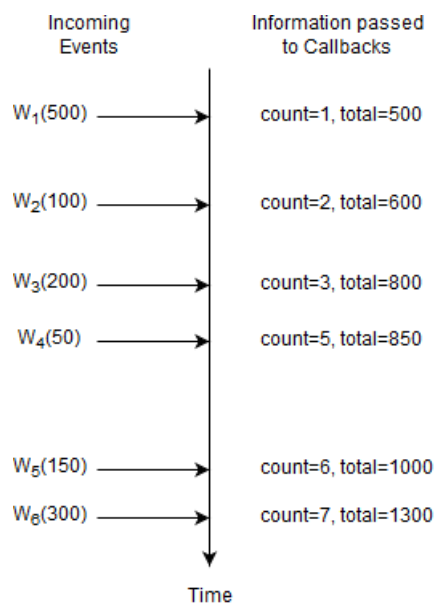 Incoming
Events
Information passed
to Callbacks
W₁(500) count=1, total=500
W₂(100) count=2, total=600
W₃(200) count=3, total=800
W₄(50) count=5, total=850
W₅(150) count=6, total=1000
W₆(300) count=7, total=1300
Time